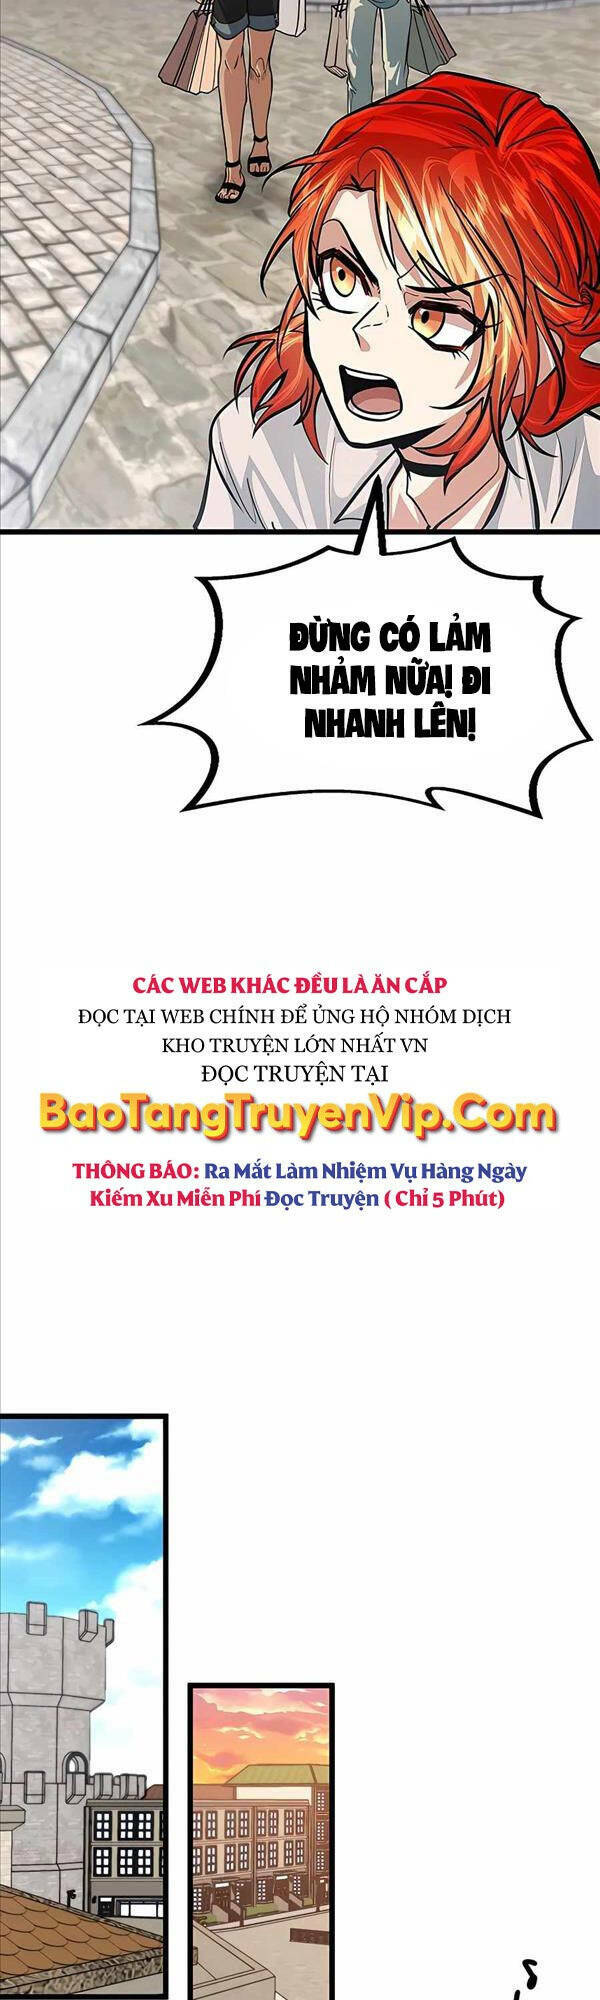 ĐỪNG CÓ LẢM
NHẢM NỮA! ĐI
NHANH LÊN!
CÁC WEB KHÁC ĐỀU LÀ ĂN CẮP
ĐỌC TẠI WEB CHÍNH ĐỂ ỦNG HỘ NHÓM DỊCH
KHO TRUYỆN LỚN NHẤT VN
ĐỌC TRUYỆN TẠI
BaoTangTruyenVip.Com
THÔNG BÁO: Ra Mắt Làm Nhiệm Vụ Hàng Ngày
Kiếm Xu Miễn Phí Đọc Truyện ( Chỉ 5 Phút)